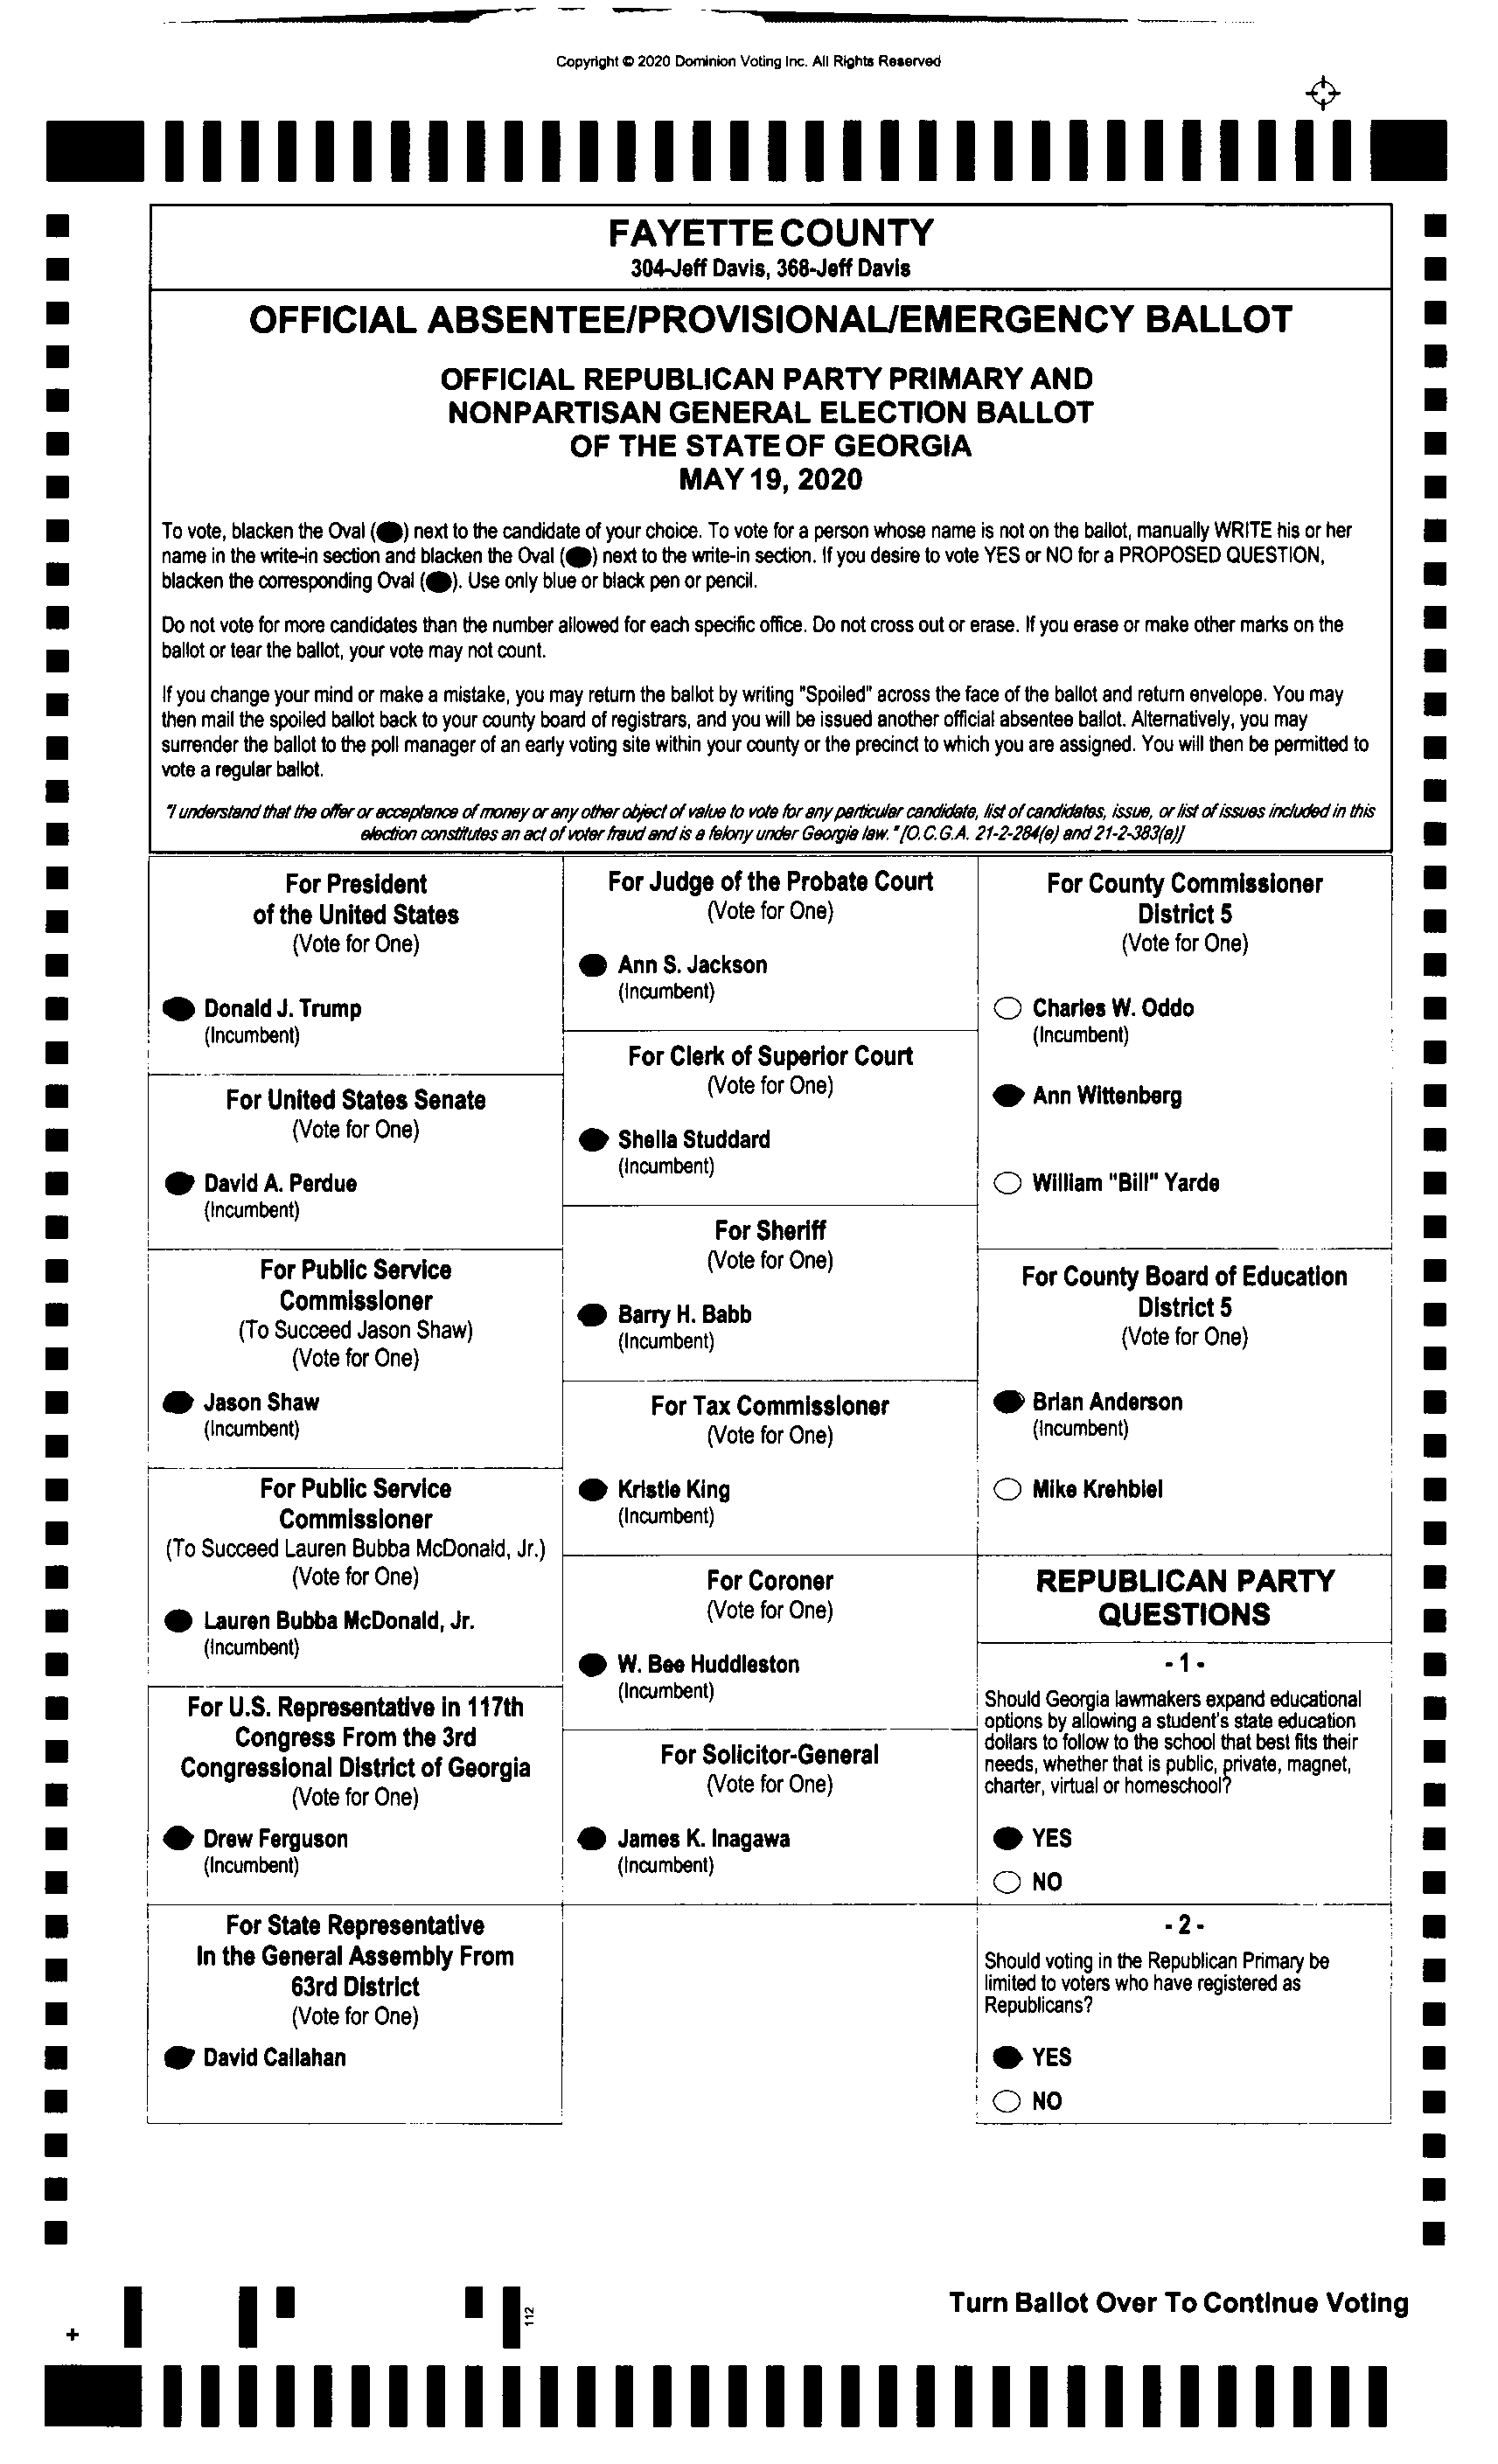 Copyright © 2020 Dominion Voting Inc. All Rights Reserved
FAYETTE COUNTY
304-Jeff Davis, 368-Jeff Davis
OFFICIAL ABSENTEE/PROVISIONAL/EMERGENCY BALLOT
OFFICIAL REPUBLICAN PARTY PRIMARY AND
NONPARTISAN GENERAL ELECTION BALLOT
OF THE STATE OF GEORGIA
MAY 19, 2020
To vote, blacken the Oval (●) next to the candidate of your choice. To vote for a person whose name is not on the ballot, manually WRITE his or her
name in the write-in section and blacken the Oval (●) next to the write-in section. If you desire to vote YES or NO for a PROPOSED QUESTION,
blacken the corresponding Oval (●). Use only blue or black pen or pencil.
Do not vote for more candidates than the number allowed for each specific office. Do not cross out or erase. If you erase or make other marks on the
ballot or tear the ballot, your vote may not count.
If you change your mind or make a mistake, you may return the ballot by writing "Spoiled" across the face of the ballot and return envelope. You may
then mail the spoiled ballot back to your county board of registrars, and you will be issued another official absentee ballot. Alternatively, you may
surrender the ballot to the poll manager of an early voting site within your county or the precinct to which you are assigned. You will then be permitted to
vote a regular ballot.
"I understand that the offer or acceptance of money or any other object of value to vote for any particular candidate, list of candidates, issue, or list of issues included in this
election constitutes an act of voter fraud and is a felony under Georgia law." [O.C.G.A. 21-2-284(e) and 21-2-383(a)]
For President
of the United States
(Vote for One)
Donald J. Trump
(Incumbent)
For United States Senate
(Vote for One)
David A. Perdue
(Incumbent)
For Public Service
Commissioner
(To Succeed Jason Shaw)
(Vote for One)
Jason Shaw
(Incumbent)
For Public Service
Commissioner
(To Succeed Lauren Bubba McDonald, Jr.)
(Vote for One)
Lauren Bubba McDonald, Jr.
(Incumbent)
For U.S. Representative in 117th
Congress From the 3rd
Congressional District of Georgia
(Vote for One)
Drew Ferguson
(Incumbent)
For State Representative
In the General Assembly From
63rd District
(Vote for One)
David Callahan
For Judge of the Probate Court
(Vote for One)
Ann S. Jackson
(Incumbent)
For Clerk of Superior Court
(Vote for One)
Sheila Studdard
(Incumbent)
For Sheriff
(Vote for One)
Barry H. Babb
(Incumbent)
For Tax Commissioner
(Vote for One)
Kristie King
(Incumbent)
For Coroner
(Vote for One)
W. Bee Huddleston
(Incumbent)
For Solicitor-General
(Vote for One)
James K. Inagawa
(Incumbent)
For County Commissioner
District 5
(Vote for One)
Charles W. Oddo
(Incumbent)
Ann Wittenberg
William "Bill" Yarde
For County Board of Education
District 5
(Vote for One)
Brian Anderson
(Incumbent)
Mike Krehbiel
REPUBLICAN PARTY
QUESTIONS
- 1 -
Should Georgia lawmakers expand educational
options by allowing a student's state education
dollars to follow to the school that best fits their
needs, whether that is public, private, magnet,
charter, virtual or homeschool?
YES
NO
- 2 -
Should voting in the Republican Primary be
limited to voters who have registered as
Republicans?
YES
NO
Turn Ballot Over To Continue Voting
112